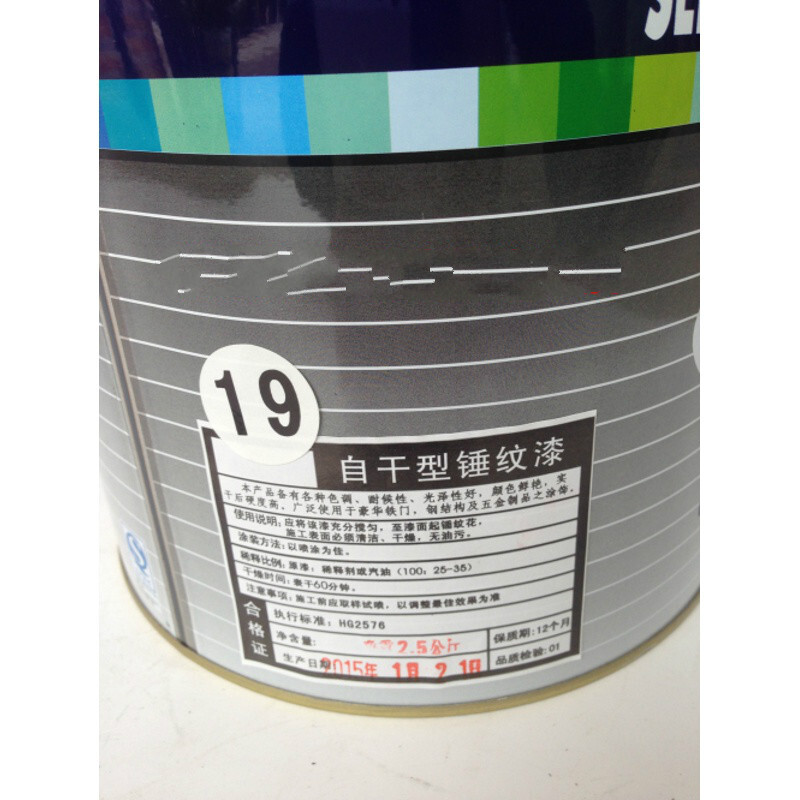 SE
19
自干型锤纹漆
本产品备有各种色调、耐候性、光泽性好,颜色鲜艳,实
干后硬度高。广泛使用于豪华铁门,钢结构及五金制品之涂饰。
使用说明:应将该漆充分搅匀,至漆面起锤纹花。
施工表面必须清洁、干燥、无油污。
涂装方法:以喷涂为佳。
稀释比例:原漆:稀释剂或汽油(100:25-35)
干燥时间:表干60分钟。
注意事项:施工前应取样试喷,以调整最佳效果为准
合格证
执行标准:HG2576
净含量: 2.5公斤
保质期:12个月
生产日期 2015年 1月 21日
品质检验:01